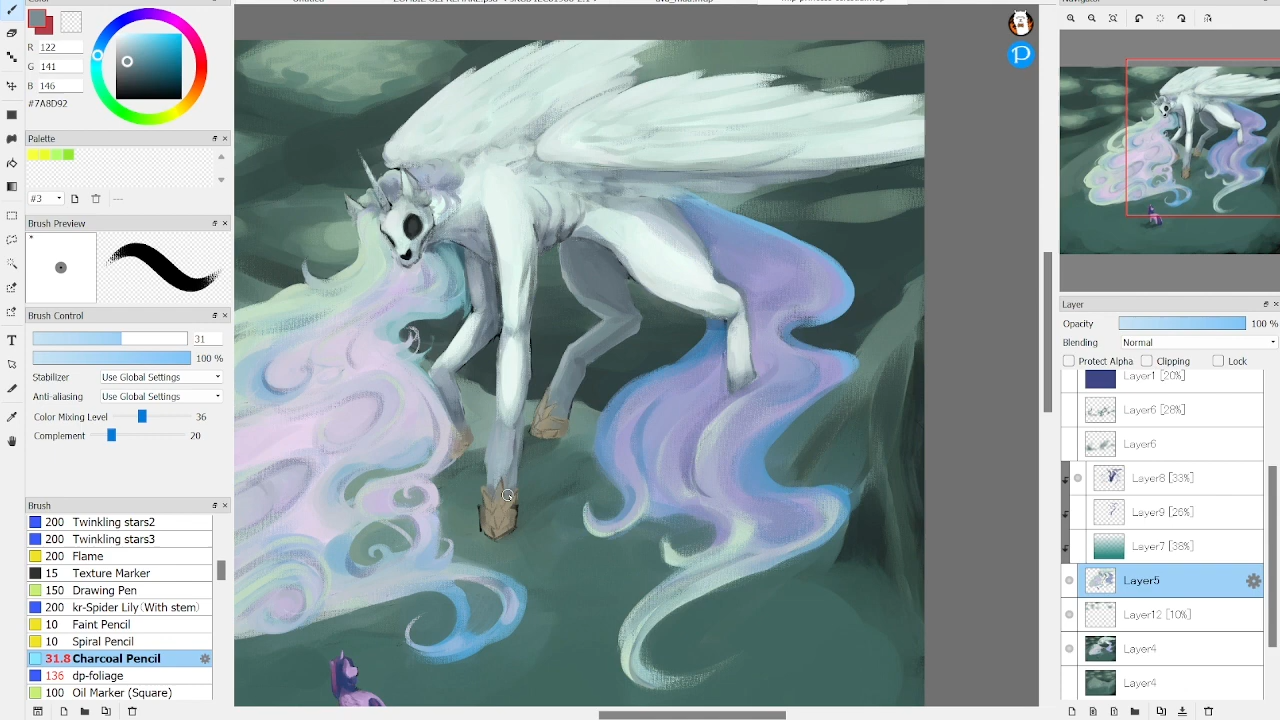 Color
R: 122
G: 141
B: 146
#7A8D92
Palette
#3
Brush Preview
Brush Control
31
100 %
Stabilizer Use Global Settings
Anti-aliasing Use Global Settings
Color Mixing Level 36
Complement 20
Brush
200 Twinkling stars2
200 Twinkling stars3
200 Flame
15 Texture Marker
150 Drawing Pen
200 kr-Spider Lily(With stem)
10 Faint Pencil
10 Spiral Pencil
31.8 Charcoal Pencil
136 dp-foliage
100 Oil Marker (Square)
Untitled
Navigator
Layer
Opacity 100 %
Blending Normal
Protect Alpha Clipping Lock
Layer1 [20%]
Layer6 [28%]
Layer6
Layer8 [33%]
Layer9 [26%]
Layer7 [36%]
Layer5
Layer12 [10%]
Layer4
Layer4